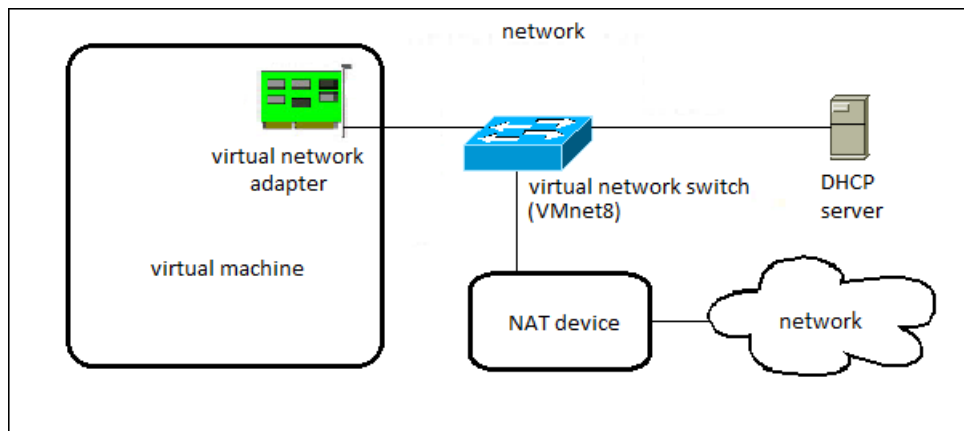 network
virtual network
adapter
virtual machine
virtual network switch
(VMnet8)
DHCP
server
NAT device
network